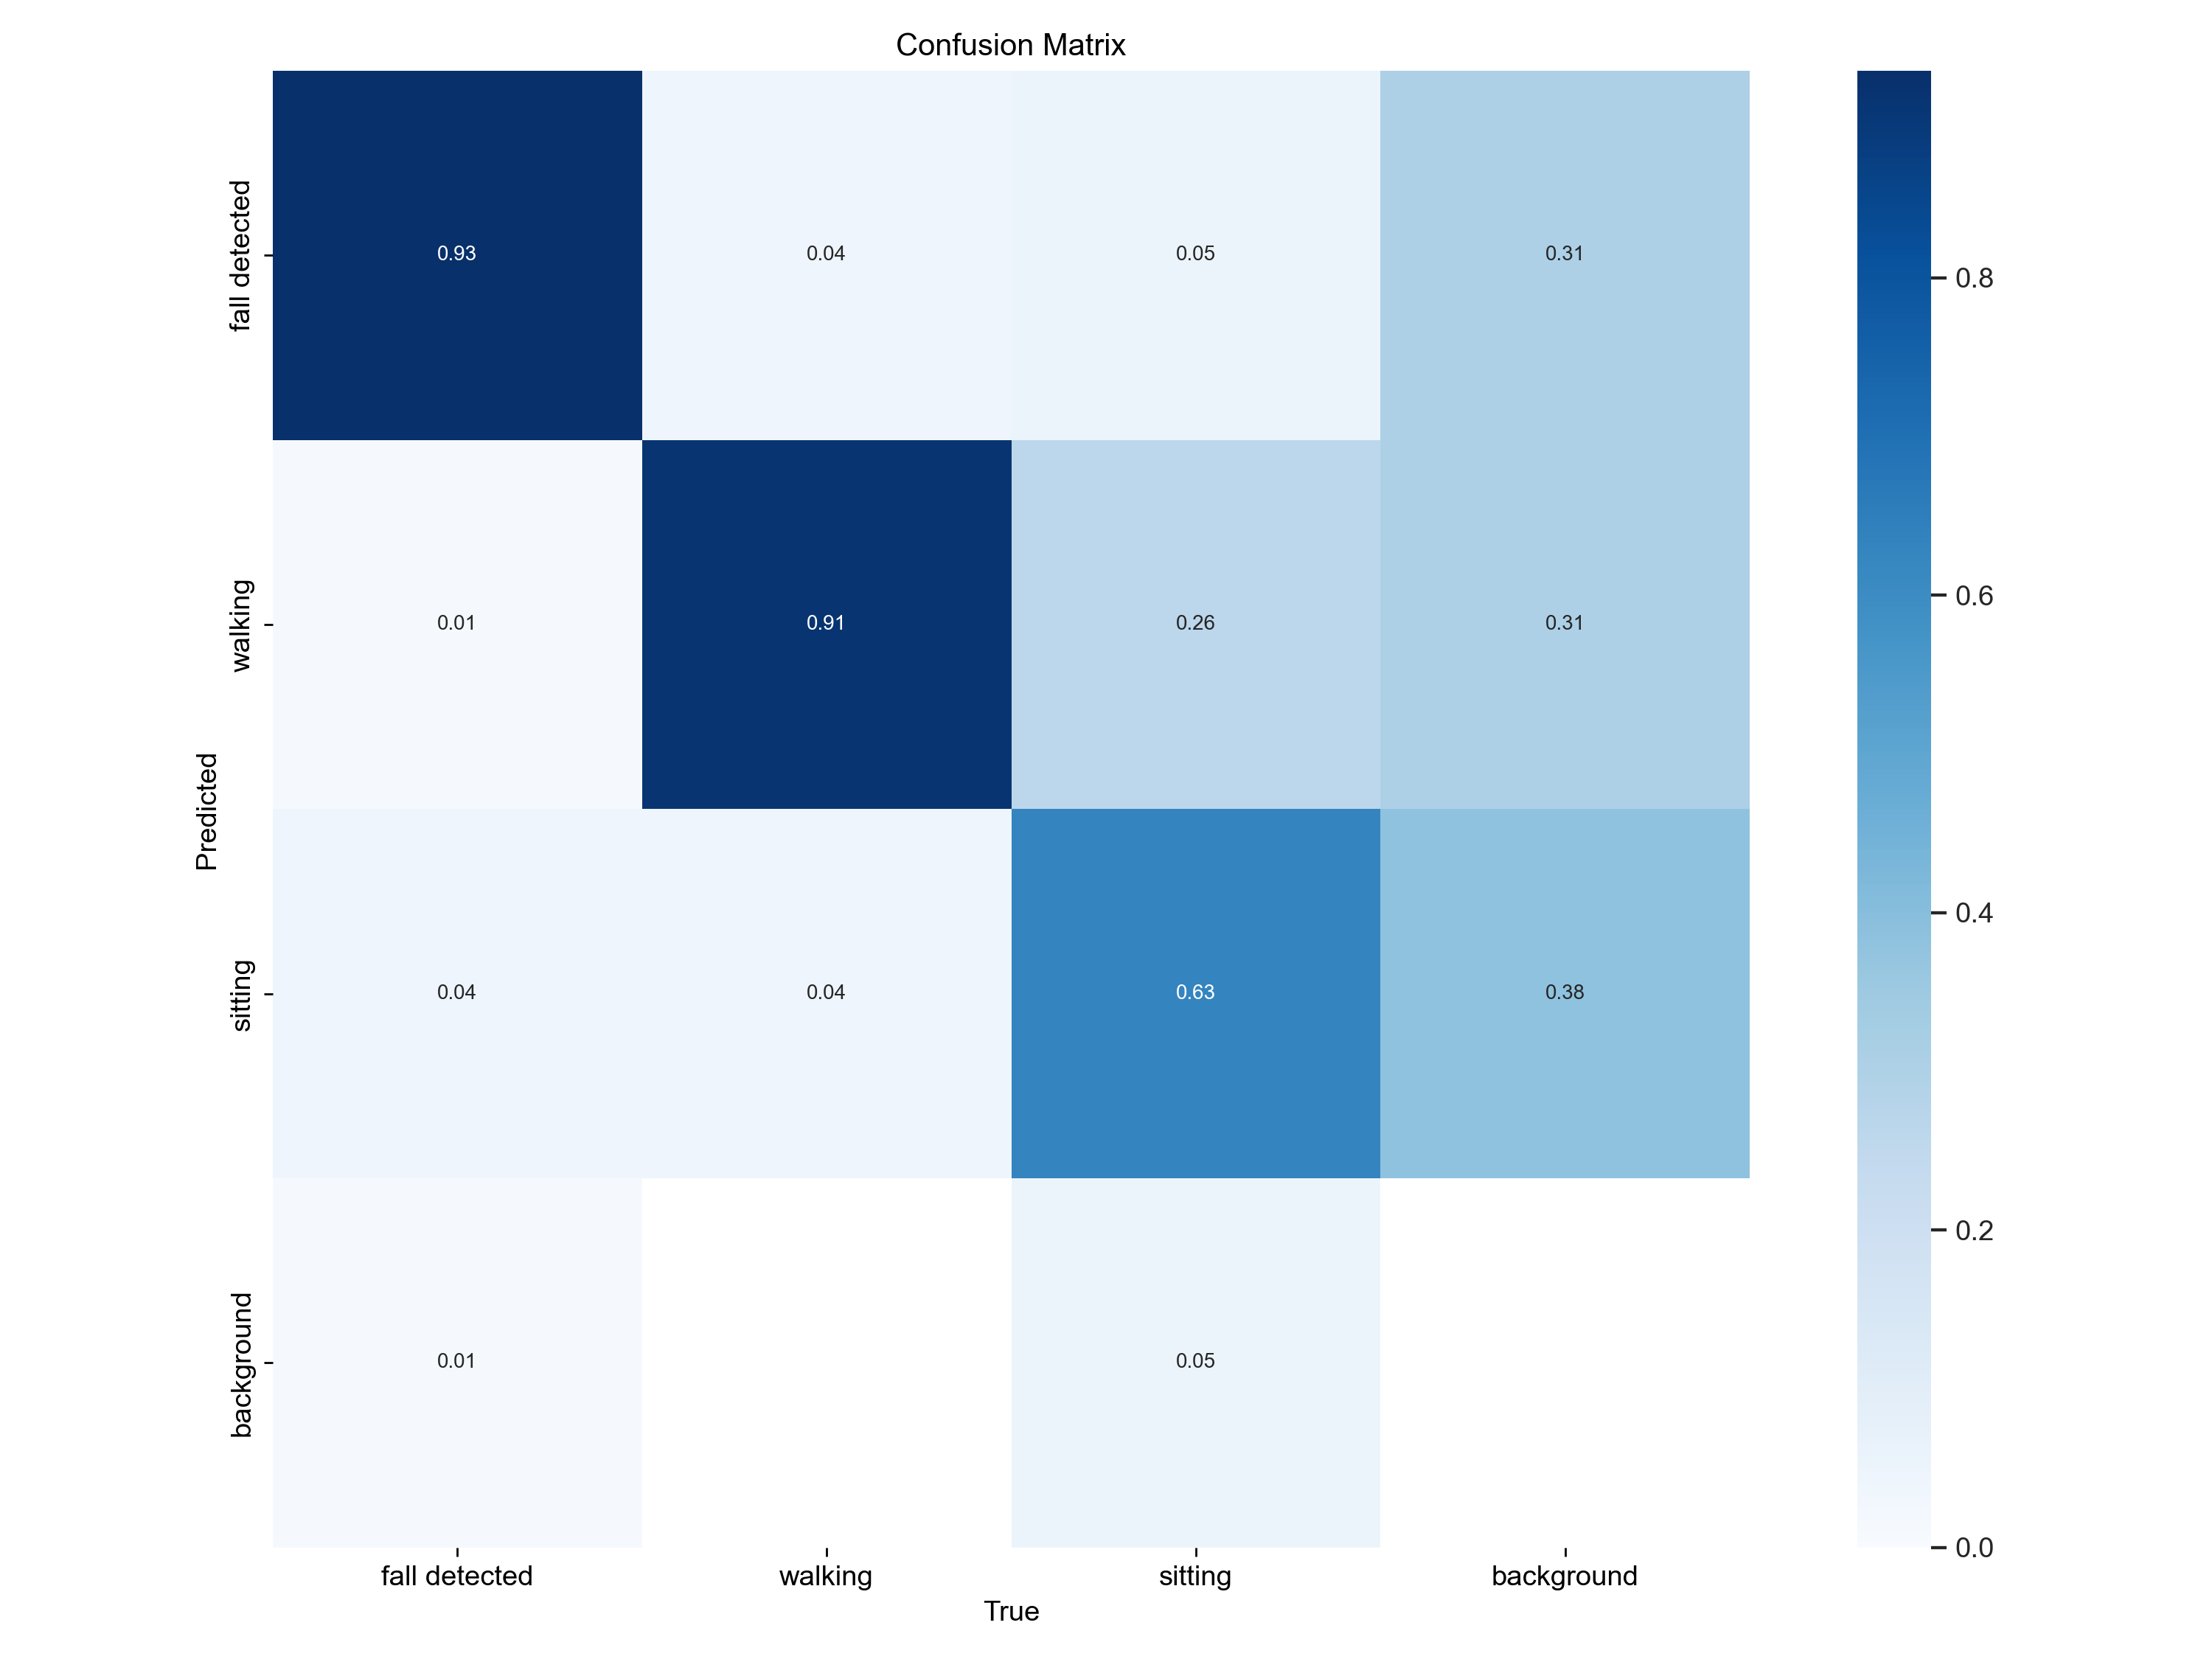 Confusion Matrix
fall detected
0.93
0.04
0.05
0.31
0.8
walking
0.01
0.91
0.26
0.31
0.6
Predicted
sitting
0.04
0.04
0.63
0.38
0.4
background
0.01
0.05
0.2
0.0
fall detected
walking
sitting
background
True